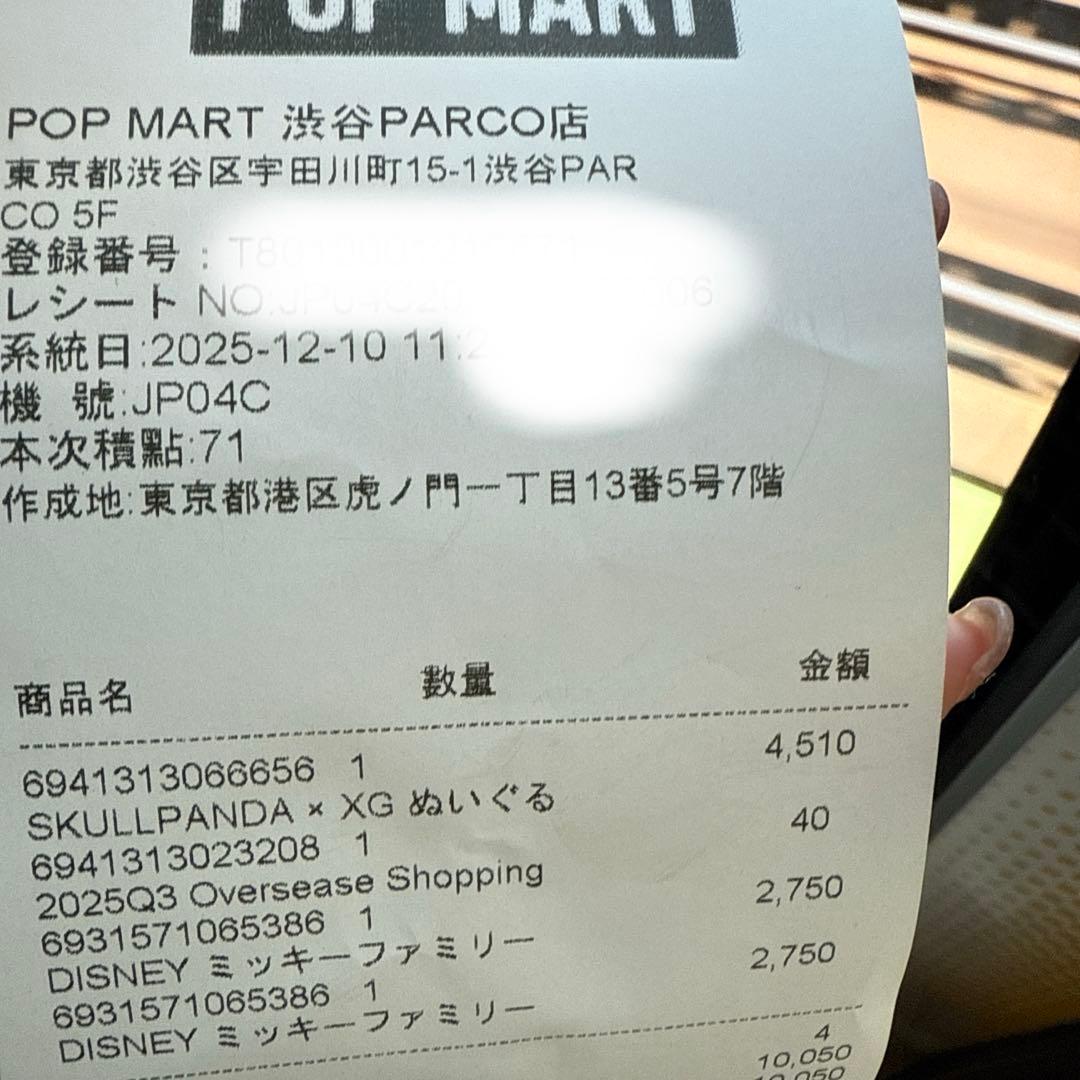 POP MART
POP MART 渋谷PARCO店
東京都渋谷区宇田川町15-1渋谷PAR
CO 5F
登録番号 :
レシート NO.
系統日:2025-12-10 11:2
機 號:JP04C
本次積點:71
作成地:東京都港区虎ノ門一丁目13番5号7階
商品名 數量 金額
6941313066656 1 4,510
SKULLPANDA × XG ぬいぐる
6941313023208 1 40
2025Q3 Oversease Shopping
6931571065386 1 2,750
DISNEY ミッキーファミリー
6931571065386 1 2,750
DISNEY ミッキーファミリー
4
10,050
10,050